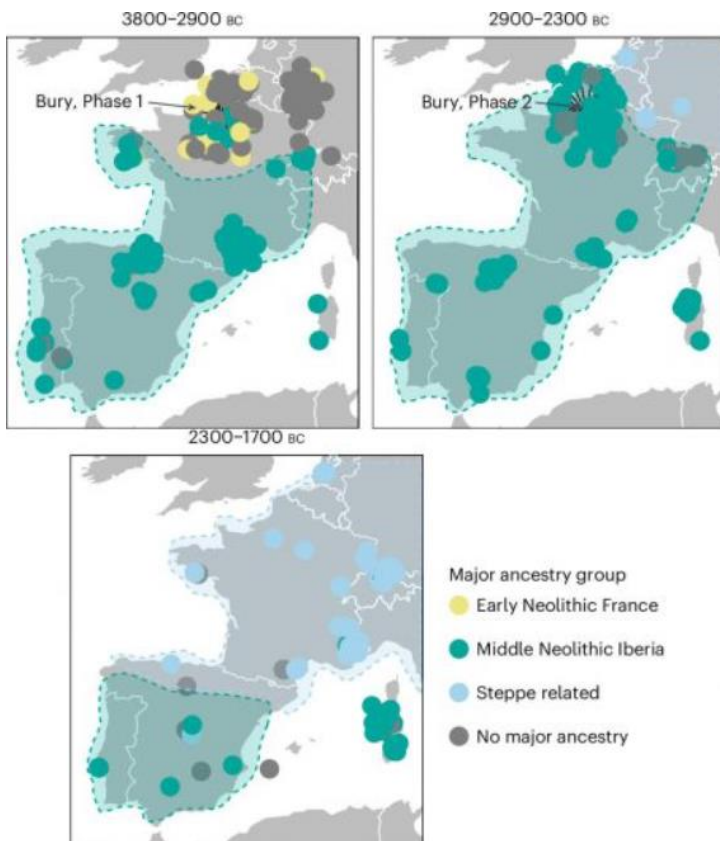 3800–2900 BC
2900–2300 BC
Bury, Phase 1
Bury, Phase 2
2300–1700 BC
Major ancestry group
Early Neolithic France
Middle Neolithic Iberia
Steppe related
No major ancestry